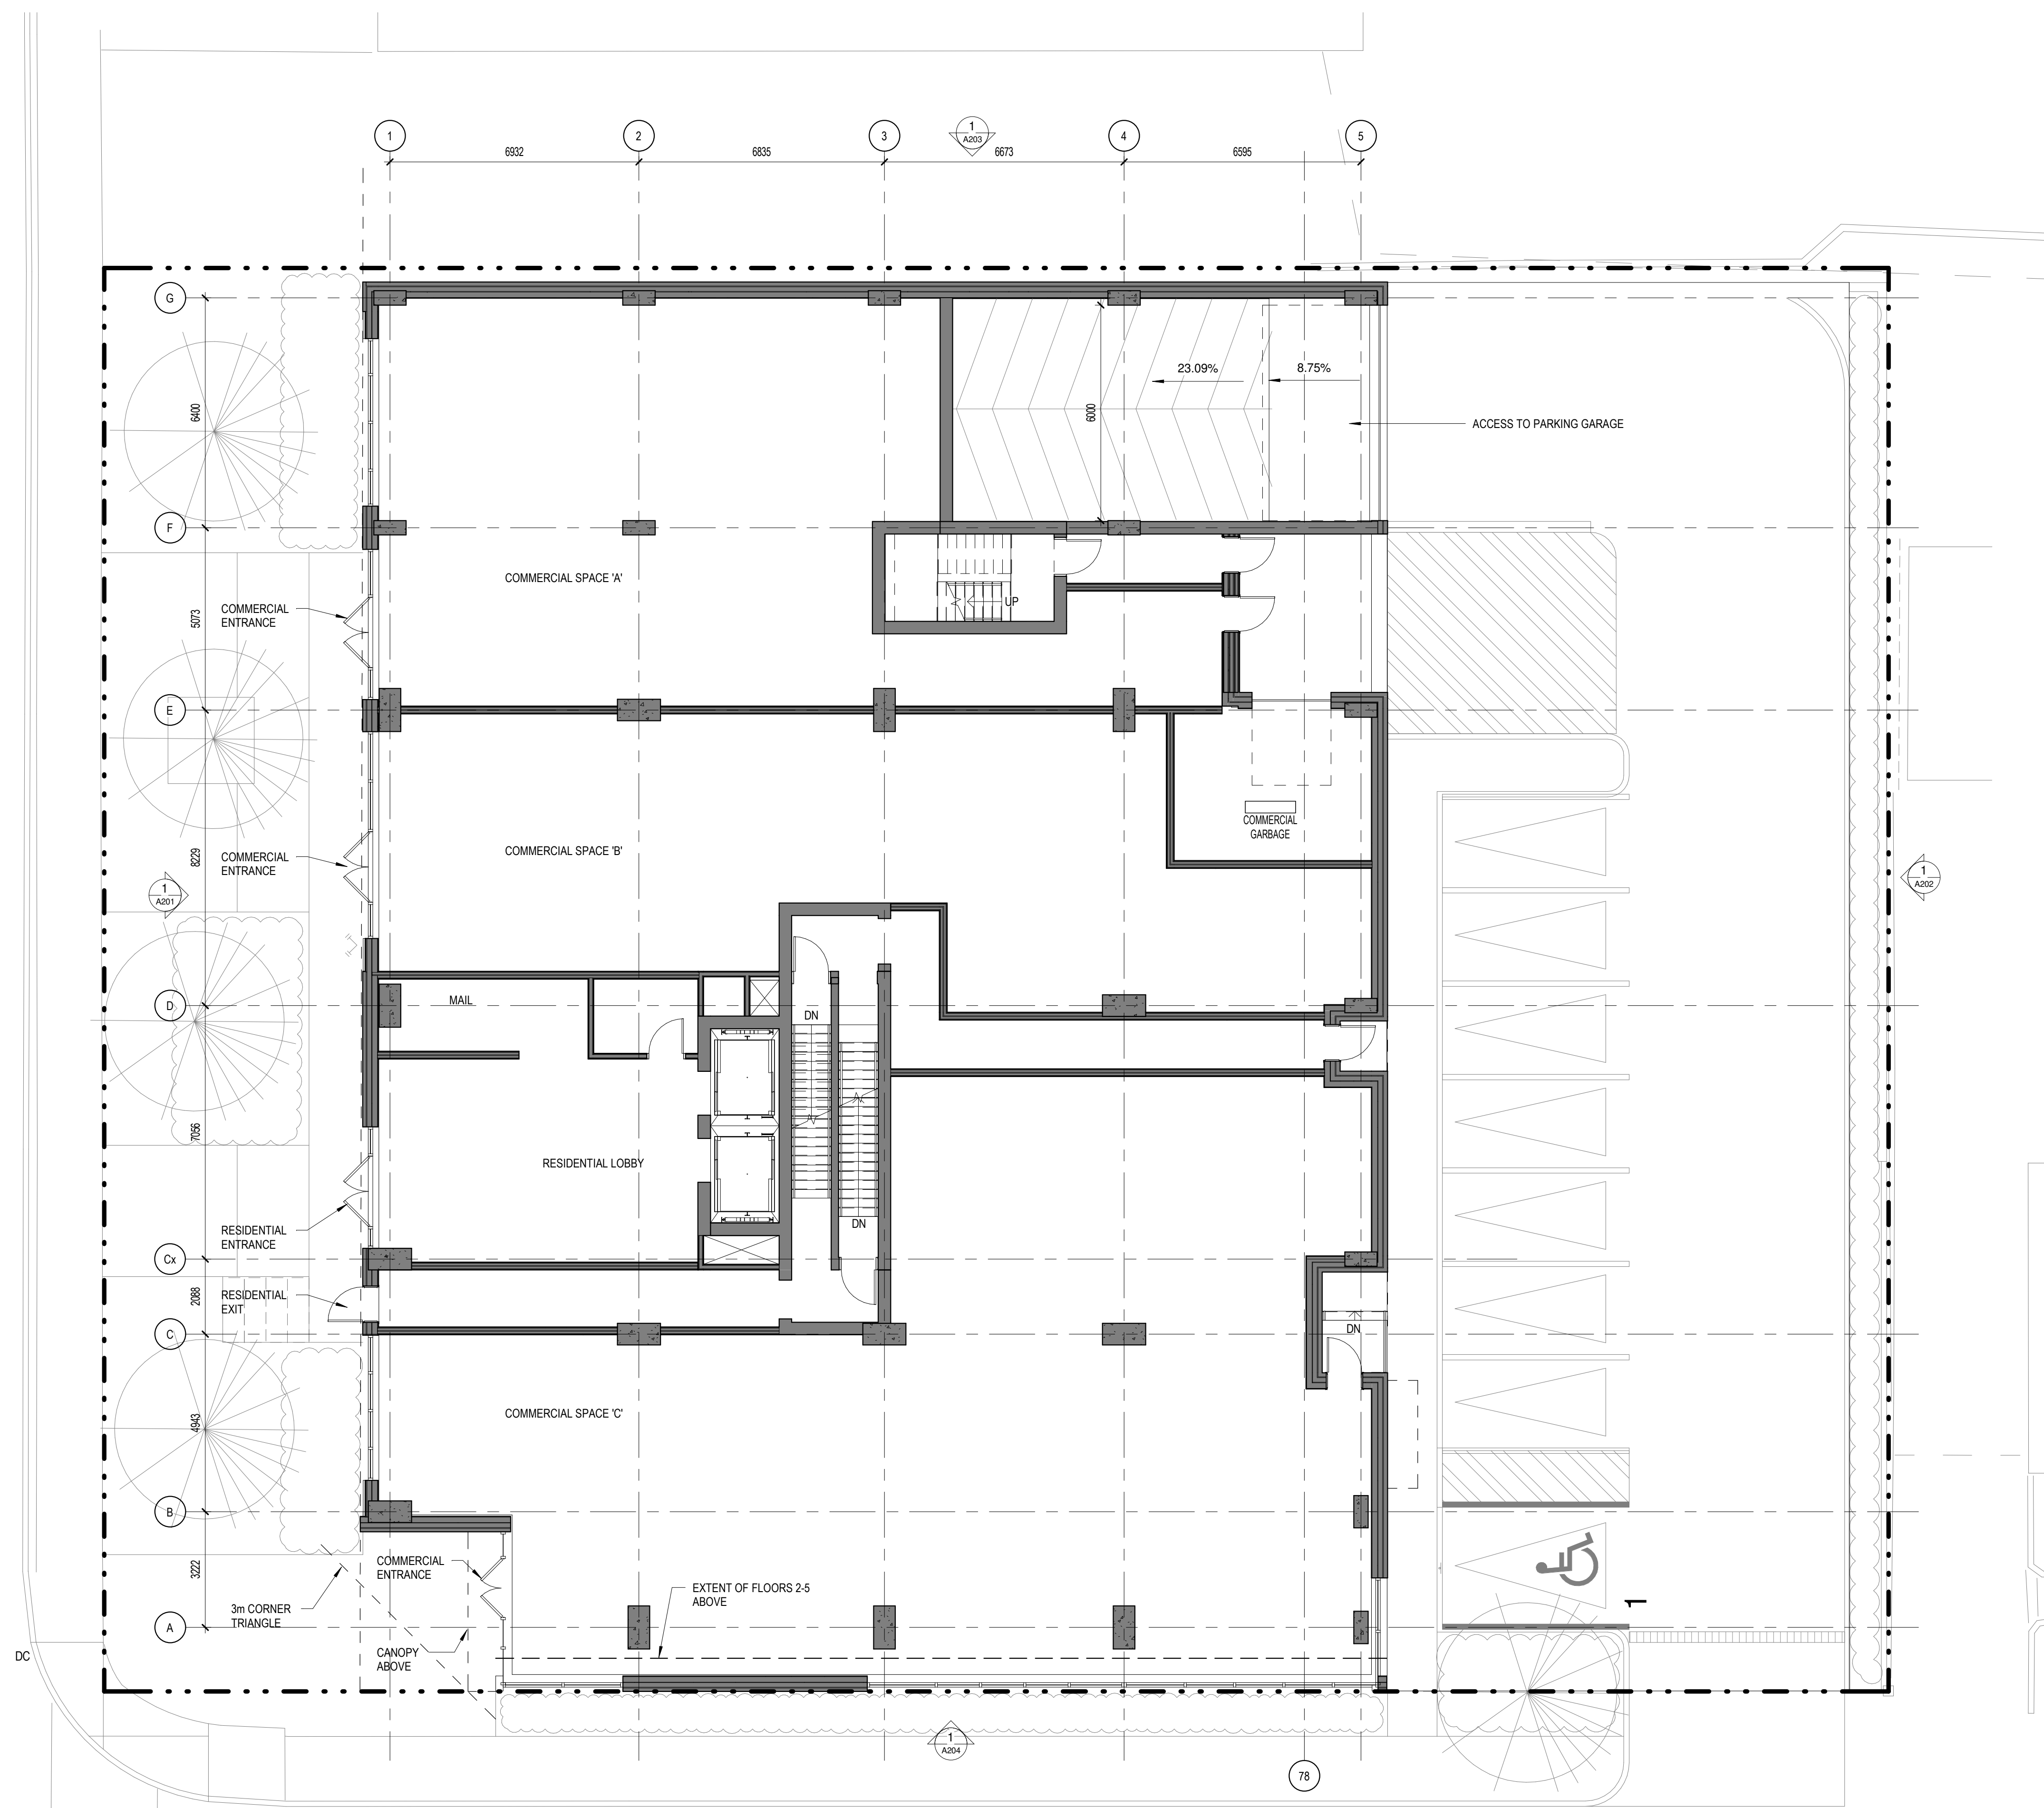 1
2
3
4
5
1
A203
6932
6835
6673
6595
G
F
E
D
Cx
C
B
A
6400
5073
8229
7056
2088
4943
3222
23.09%
8.75%
6000
ACCESS TO PARKING GARAGE
COMMERCIAL SPACE 'A'
UP
COMMERCIAL
ENTRANCE
COMMERCIAL SPACE 'B'
COMMERCIAL
GARBAGE
COMMERCIAL
ENTRANCE
1
A201
1
A202
MAIL
DN
RESIDENTIAL LOBBY
DN
RESIDENTIAL
ENTRANCE
RESIDENTIAL
EXIT
DN
COMMERCIAL SPACE 'C'
COMMERCIAL
ENTRANCE
EXTENT OF FLOORS 2-5
ABOVE
3m CORNER
TRIANGLE
CANOPY
ABOVE
1
DC
1
A204
78